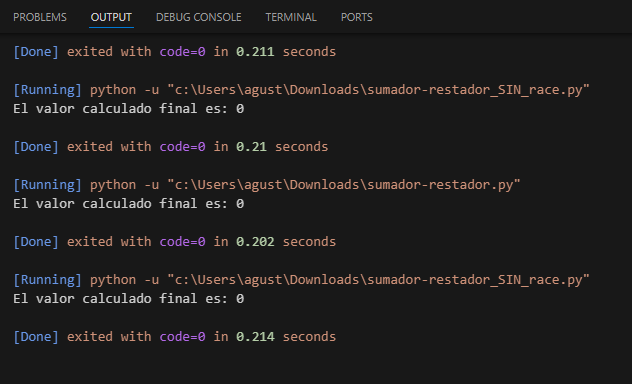 PROBLEMS OUTPUT DEBUG CONSOLE TERMINAL PORTS
[Done] exited with code=0 in 0.211 seconds
[Running] python -u "c:\Users\agust\Downloads\sumador-restador_SIN_race.py"
El valor calculado final es: 0
[Done] exited with code=0 in 0.21 seconds
[Running] python -u "c:\Users\agust\Downloads\sumador-restador.py"
El valor calculado final es: 0
[Done] exited with code=0 in 0.202 seconds
[Running] python -u "c:\Users\agust\Downloads\sumador-restador_SIN_race.py"
El valor calculado final es: 0
[Done] exited with code=0 in 0.214 seconds